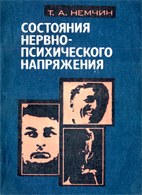 Т. А. НЕМЧИН
СОСТОЯНИЯ
НЕРВНО-
ПСИХИЧЕСКОГО
НАПРЯЖЕНИЯ